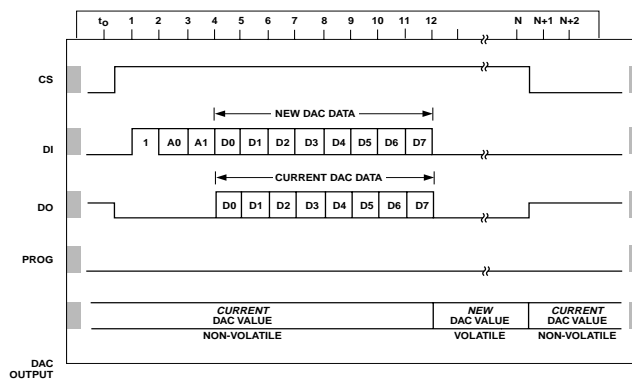 to 1 2 3 4 5 6 7 8 9 10 11 12 N N+1 N+2
CS
NEW DAC DATA
DI 1 A0 A1 D0 D1 D2 D3 D4 D5 D6 D7
CURRENT DAC DATA
DO D0 D1 D2 D3 D4 D5 D6 D7
PROG
CURRENT NEW CURRENT
DAC VALUE DAC VALUE DAC VALUE
NON-VOLATILE VOLATILE NON-VOLATILE
DAC
OUTPUT